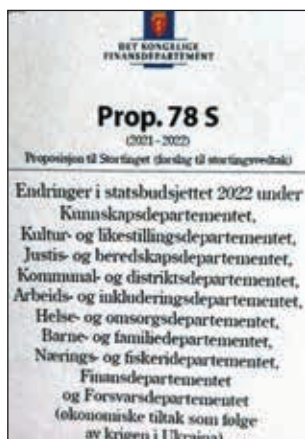 DET KONGELIGE
FINANSDEPARTEMENT
Prop. 78 S
(2021–2022)
Proposisjon til Stortinget (forslag til stortingsvedtak)
Endringer i statsbudsjettet 2022 under
Kunnskapsdepartementet,
Kultur- og likestillingsdepartementet,
Justis- og beredskapsdepartementet,
Kommunal- og distriktsdepartementet,
Arbeids- og inkluderingsdepartementet,
Helse- og omsorgsdepartementet,
Barne- og familiedepartementet,
Nærings- og fiskeridepartementet,
Finansdepartementet
og Forsvarsdepartementet
(økonomiske tiltak som følge
av krigen i Ukraina)